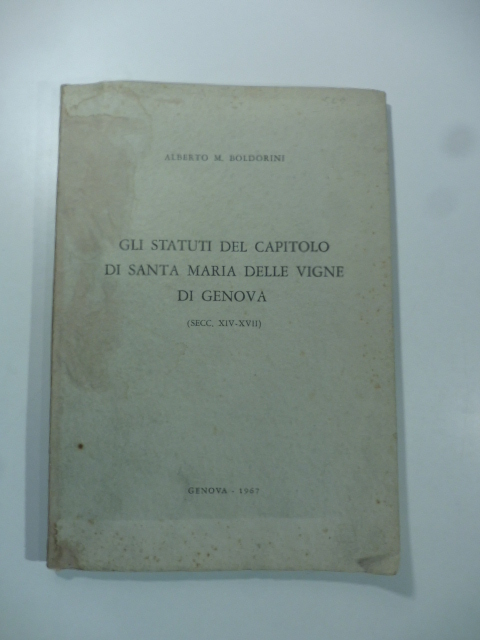 ALBERTO M. BOLDORINI
GLI STATUTI DEL CAPITOLO
DI SANTA MARIA DELLE VIGNE
DI GENOVA
(SECC. XIV-XVII)
GENOVA - 1967